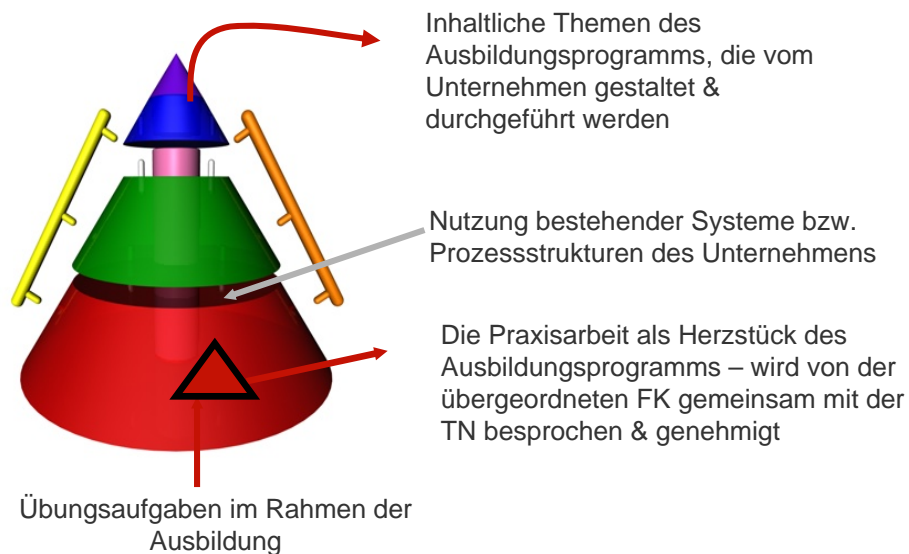 Inhaltliche Themen des
Ausbildungsprogramms, die vom
Unternehmen gestaltet &
durchgeführt werden
Nutzung bestehender Systeme bzw.
Prozessstrukturen des Unternehmens
Die Praxisarbeit als Herzstück des
Ausbildungsprogramms – wird von der
übergeordneten FK gemeinsam mit der
TN besprochen & genehmigt
Übungsaufgaben im Rahmen der
Ausbildung